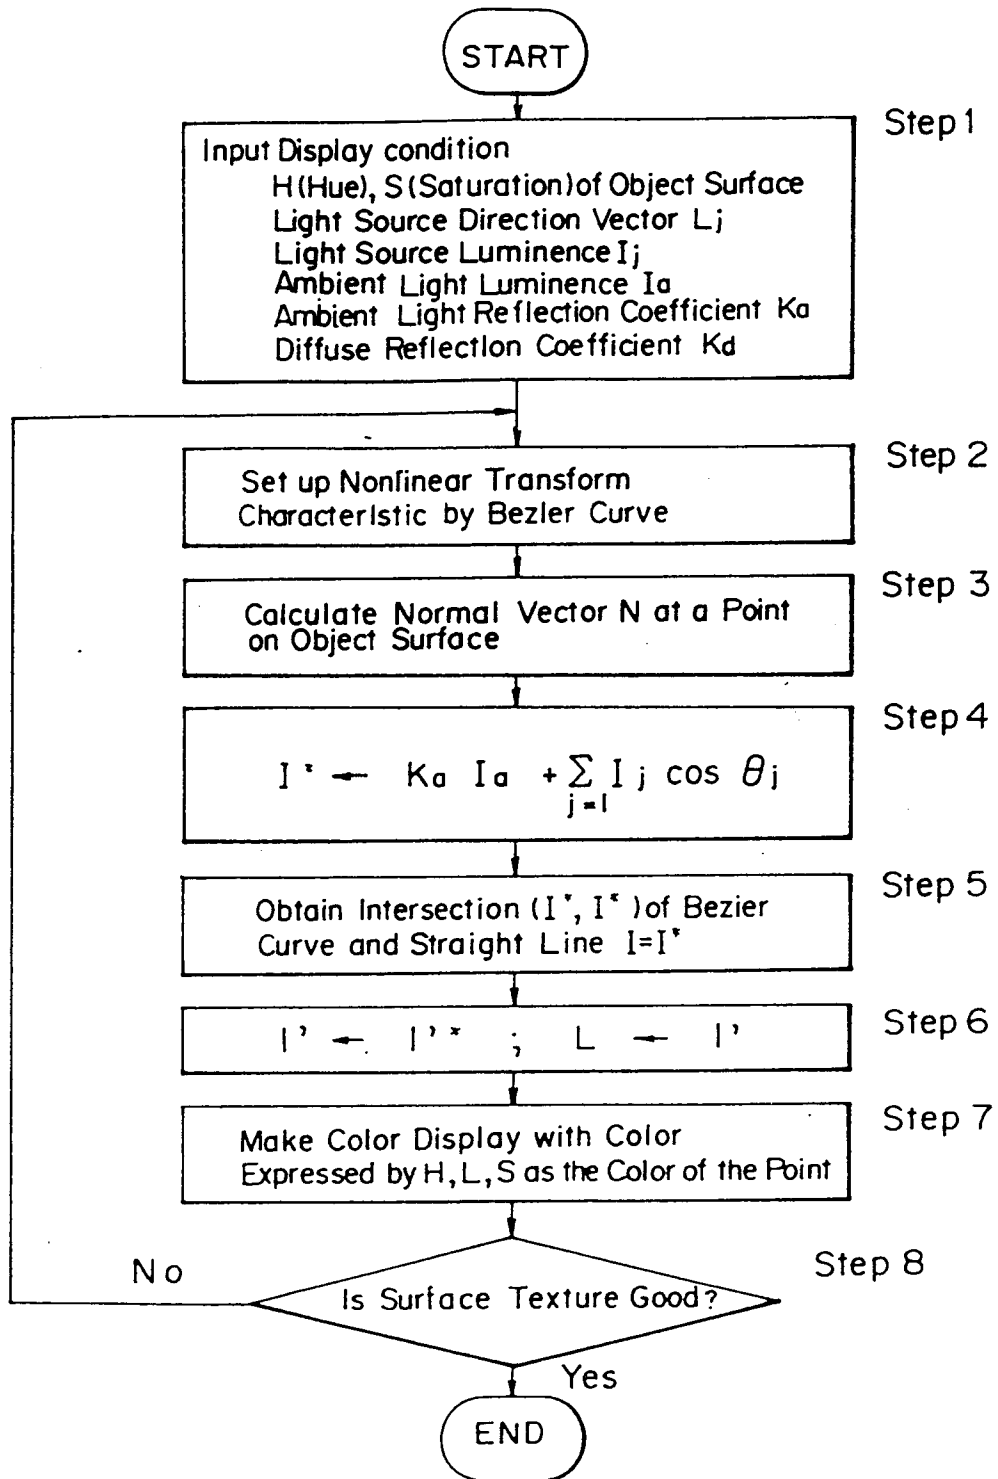 START
Step 1
Input Display condition
H(Hue), S(Saturation) of Object Surface
Light Source Direction Vector Lj
Light Source Luminence Ij
Ambient Light Luminence Ia
Ambient Light Reflection Coefficient Ka
Diffuse Reflection Coefficient Kd
Step 2
Set up Nonlinear Transform
Characteristic by Bezier Curve
Step 3
Calculate Normal Vector N at a Point
on Object Surface
Step 4
I* ← Ka Ia + Σ Ij cos θj
j=1
Step 5
Obtain Intersection (I*, I*) of Bezier
Curve and Straight Line I=I*
Step 6
I' ← I'* ; L ← I'
Step 7
Make Color Display with Color
Expressed by H, L, S as the Color of the Point
Step 8
No
Is Surface Texture Good?
Yes
END